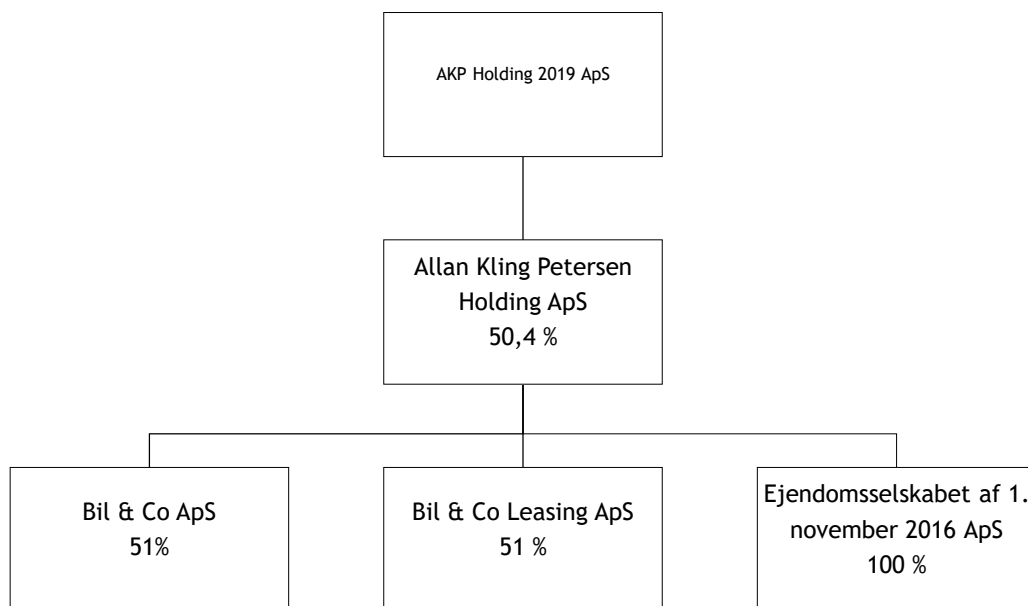 AKP Holding 2019 ApS
Allan Kling Petersen
Holding ApS
50,4 %
Bil & Co ApS
51%
Bil & Co Leasing ApS
51 %
Ejendomsselskabet af 1.
november 2016 ApS
100 %